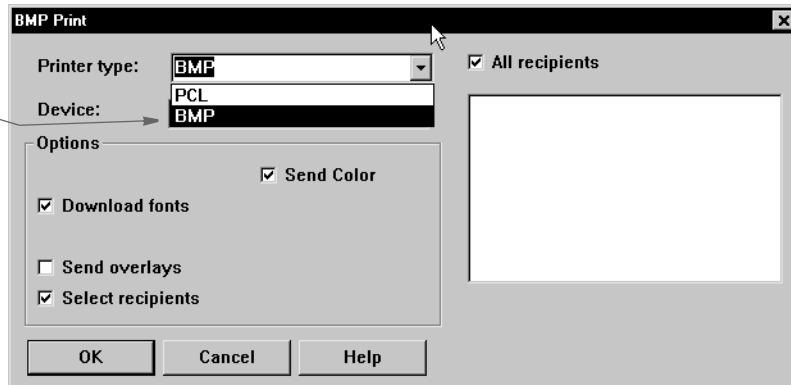 BMP Print
Printer type: BMP
PCL
BMP
Device:
Options
Send Color
Download fonts
Send overlays
Select recipients
OK Cancel Help
All recipients